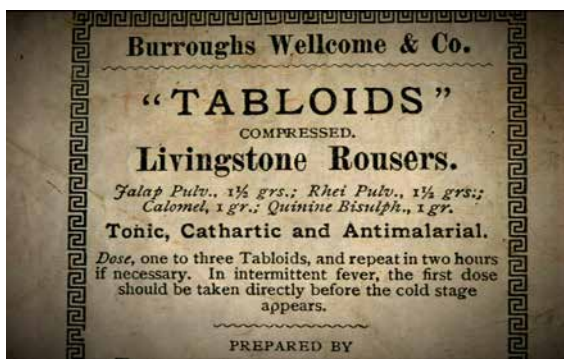 Burroughs Wellcome & Co.
"TABLOIDS"
COMPRESSED.
Livingstone Rousers.
Jalap Pulv., 1½ grs.; Rhei Pulv., 1½ grs.;
Calomel, 1 gr.; Quinine Bisulph., 1 gr.
Tonic, Cathartic and Antimalarial.
Dose, one to three Tabloids, and repeat in two hours
if necessary. In intermittent fever, the first dose
should be taken directly before the cold stage
appears.
PREPARED BY